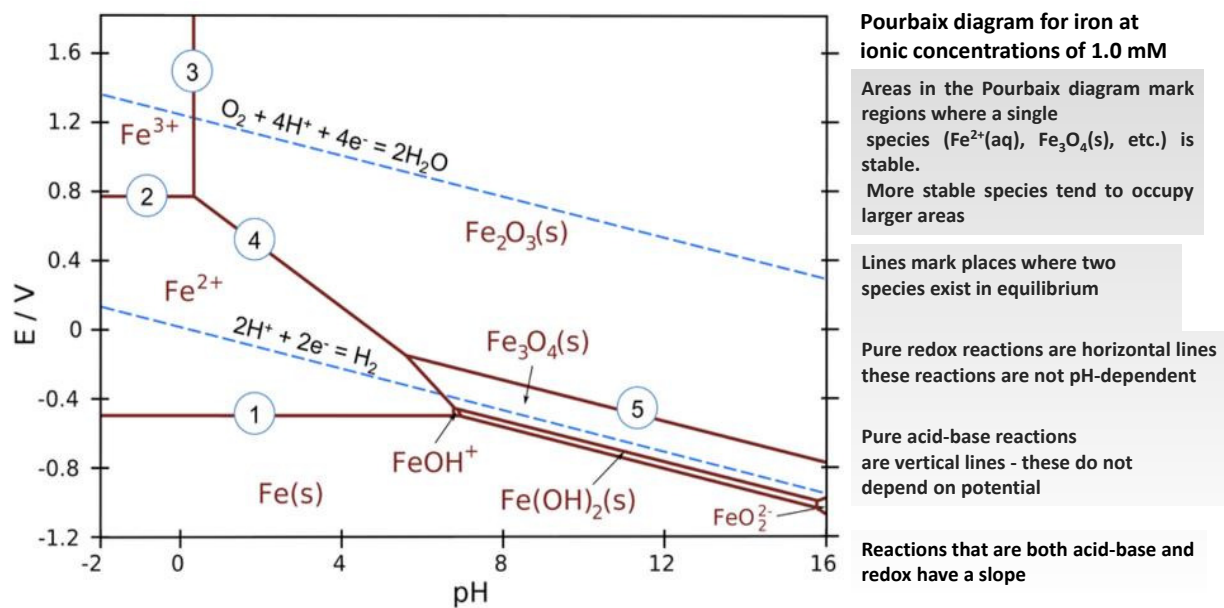 1.6
1.2
0.8
0.4
0
-0.4
-0.8
-1.2
E / V
-2
0
4
8
12
16
pH
3
Fe³⁺
O₂ + 4H⁺ + 4e⁻ = 2H₂O
2
4
Fe₂O₃(s)
Fe²⁺
2H⁺ + 2e⁻ = H₂
Fe₃O₄(s)
1
5
FeOH⁺
Fe(s)
Fe(OH)₂(s)
FeO₂²⁻
Pourbaix diagram for iron at
ionic concentrations of 1.0 mM
Areas in the Pourbaix diagram mark
regions where a single
species (Fe²⁺(aq), Fe₃O₄(s), etc.) is
stable.
More stable species tend to occupy
larger areas
Lines mark places where two
species exist in equilibrium
Pure redox reactions are horizontal lines
these reactions are not pH-dependent
Pure acid-base reactions
are vertical lines - these do not
depend on potential
Reactions that are both acid-base and
redox have a slope